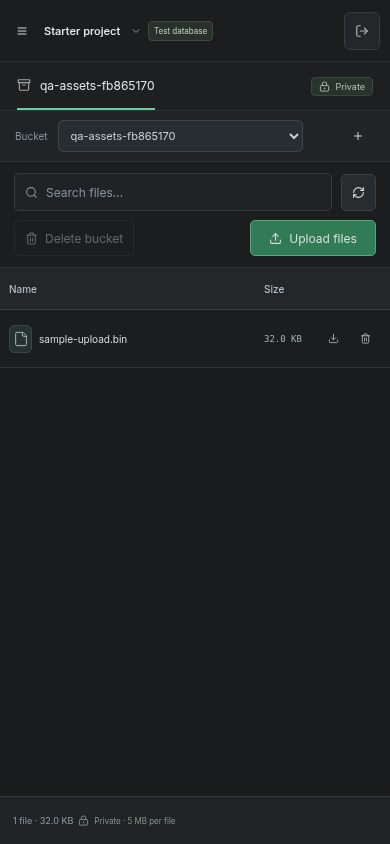 Starter project
Test database
qa-assets-fb865170
Private
Bucket
qa-assets-fb865170
Search files...
Delete bucket
Upload files
Name Size
sample-upload.bin 32.0 KB
1 file · 32.0 KB Private · 5 MB per file